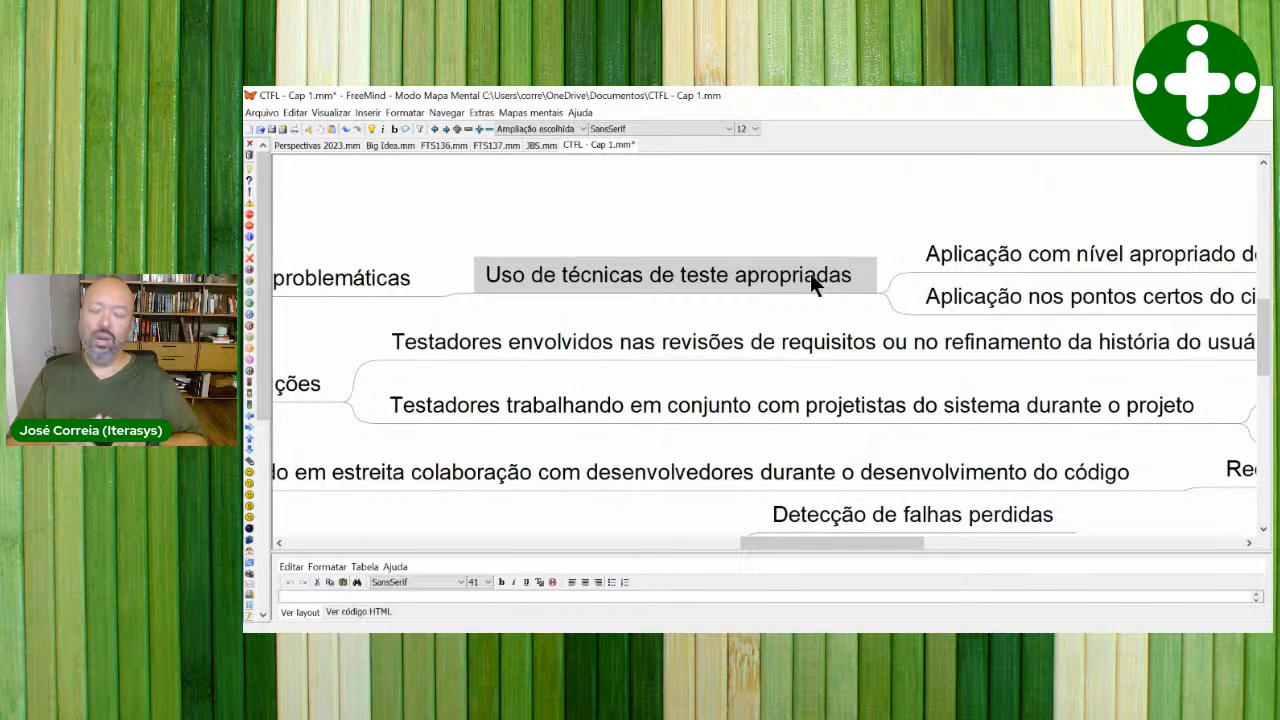 CTFL - Cap 1.mm* - FreeMind - Modo Mapa Mental C:\Users\corre\OneDrive\Documentos\CTFL - Cap 1.mm
Arquivo Editar Visualizar Inserir Formatar Navegar Extras Mapas mentais Ajuda
Ampliação escolhida SansSerif 12
Perspectivas 2023.mm Big Idea.mm FTS136.mm FTS137.mm JBS.mm CTFL - Cap 1.mm*
Aplicação com nível apropriado d
problemáticas
Uso de técnicas de teste apropriadas
Aplicação nos pontos certos do ci
Testadores envolvidos nas revisões de requisitos ou no refinamento da história do usuá
ções
Testadores trabalhando em conjunto com projetistas do sistema durante o projeto
do em estreita colaboração com desenvolvedores durante o desenvolvimento do código
Re
Detecção de falhas perdidas
José Correia (Iterasys)
Editar Formatar Tabela Ajuda
SansSerif 41
Ver layout Ver código HTML